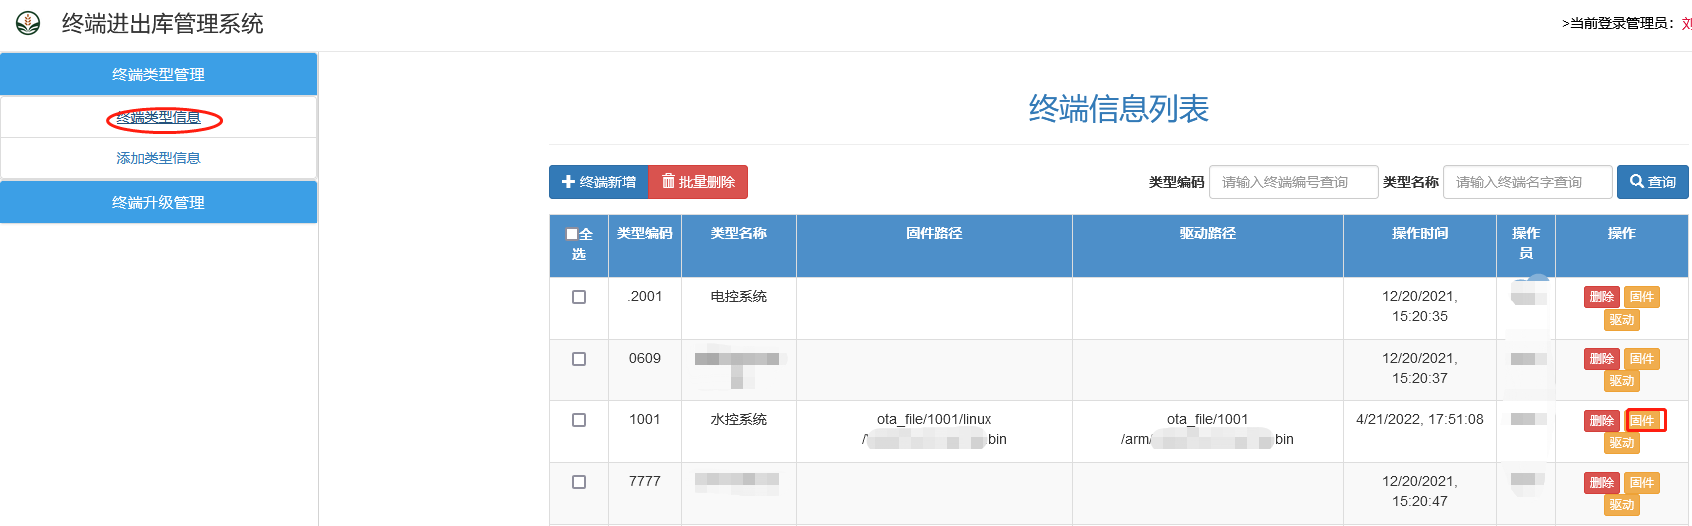 终端进出库管理系统
>当前登录管理员：刘
终端类型管理
终端类型信息
添加类型信息
终端升级管理
终端信息列表
终端新增 批量删除 类型编码 请输入终端编号查询 类型名称 请输入终端名字查询 查询
全选 类型编码 类型名称 固件路径 驱动路径 操作时间 操作员 操作
.2001 电控系统 12/20/2021, 15:20:35 删除 固件 驱动
0609 12/20/2021, 15:20:37 删除 固件 驱动
1001 水控系统 ota_file/1001/linux / bin ota_file/1001 /arm/ bin 4/21/2022, 17:51:08 删除 固件 驱动
7777 12/20/2021, 15:20:47 删除 固件 驱动